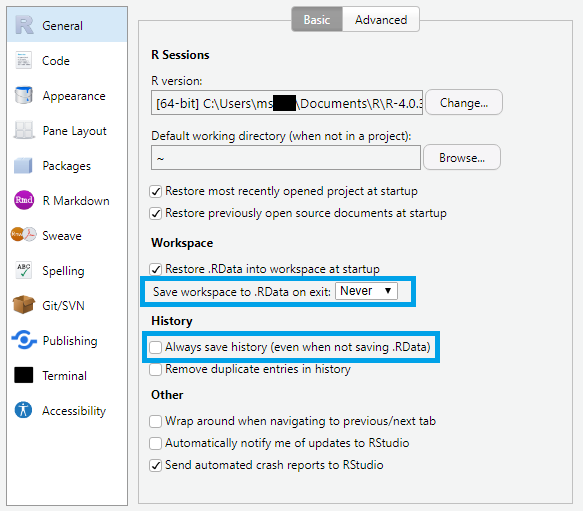 Basic Advanced
R General
Code
Appearance
Pane Layout
Packages
Rmd R Markdown
Sweave
ABC Spelling
Git/SVN
Publishing
Terminal
Accessibility
R Sessions
R version:
[64-bit] C:\Users\ms \Documents\R\R-4.0.3 Change...
Default working directory (when not in a project):
~ Browse...
Restore most recently opened project at startup
Restore previously open source documents at startup
Workspace
Restore .RData into workspace at startup
Save workspace to .RData on exit: Never
History
Always save history (even when not saving .RData)
Remove duplicate entries in history
Other
Wrap around when navigating to previous/next tab
Automatically notify me of updates to RStudio
Send automated crash reports to RStudio